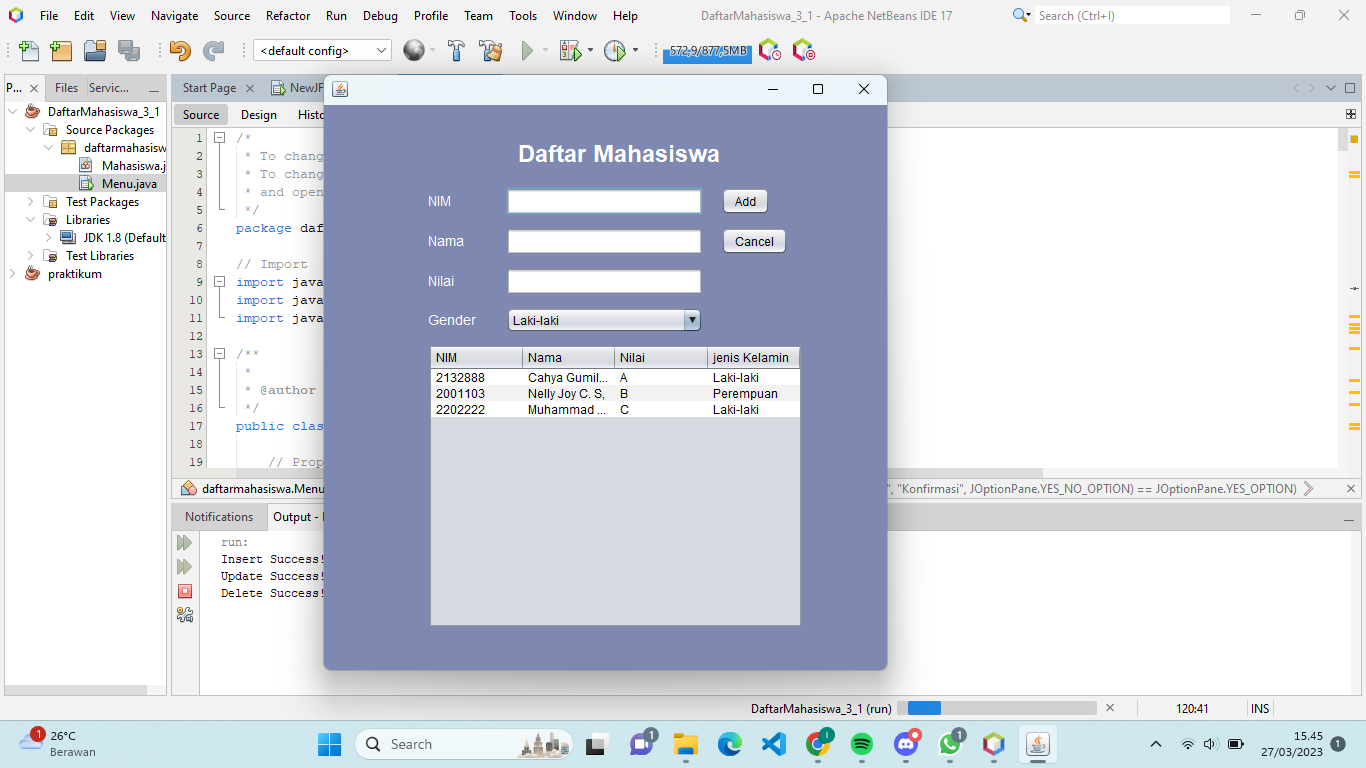 File Edit View Navigate Source Refactor Run Debug Profile Team Tools Window Help DaftarMahasiswa_3_1 - Apache NetBeans IDE 17 Search (Ctrl+I)
<default config> 572,9/877,5MB
P... Files Servic... Start Page NewJF
DaftarMahasiswa_3_1
Source Packages
daftarmahasisw
Mahasiswa.j
Menu.java
Test Packages
Libraries
JDK 1.8 (Default
Test Libraries
praktikum
Source Design Histo
1 /*
2 * To chang
3 * To chang
4 * and open
5 */
6 package daf
7
8 // Import
9 import java
10 import java
11 import java
12
13 /**
14 *
15 * @author
16 */
17 public clas
18
19 // Prop
daftarmahasiswa.Menu ", "Konfirmasi", JOptionPane.YES_NO_OPTION) == JOptionPane.YES_OPTION)
Notifications Output -
run:
Insert Success!
Update Success!
Delete Success!
Daftar Mahasiswa
NIM Add
Nama Cancel
Nilai
Gender Laki-laki
NIM Nama Nilai jenis Kelamin
2132888 Cahya Gumil... A Laki-laki
2001103 Nelly Joy C. S, B Perempuan
2202222 Muhammad ... C Laki-laki
DaftarMahasiswa_3_1 (run) 120:41 INS
1 26°C
Berawan
Search
1 1 1
15.45
27/03/2023 1